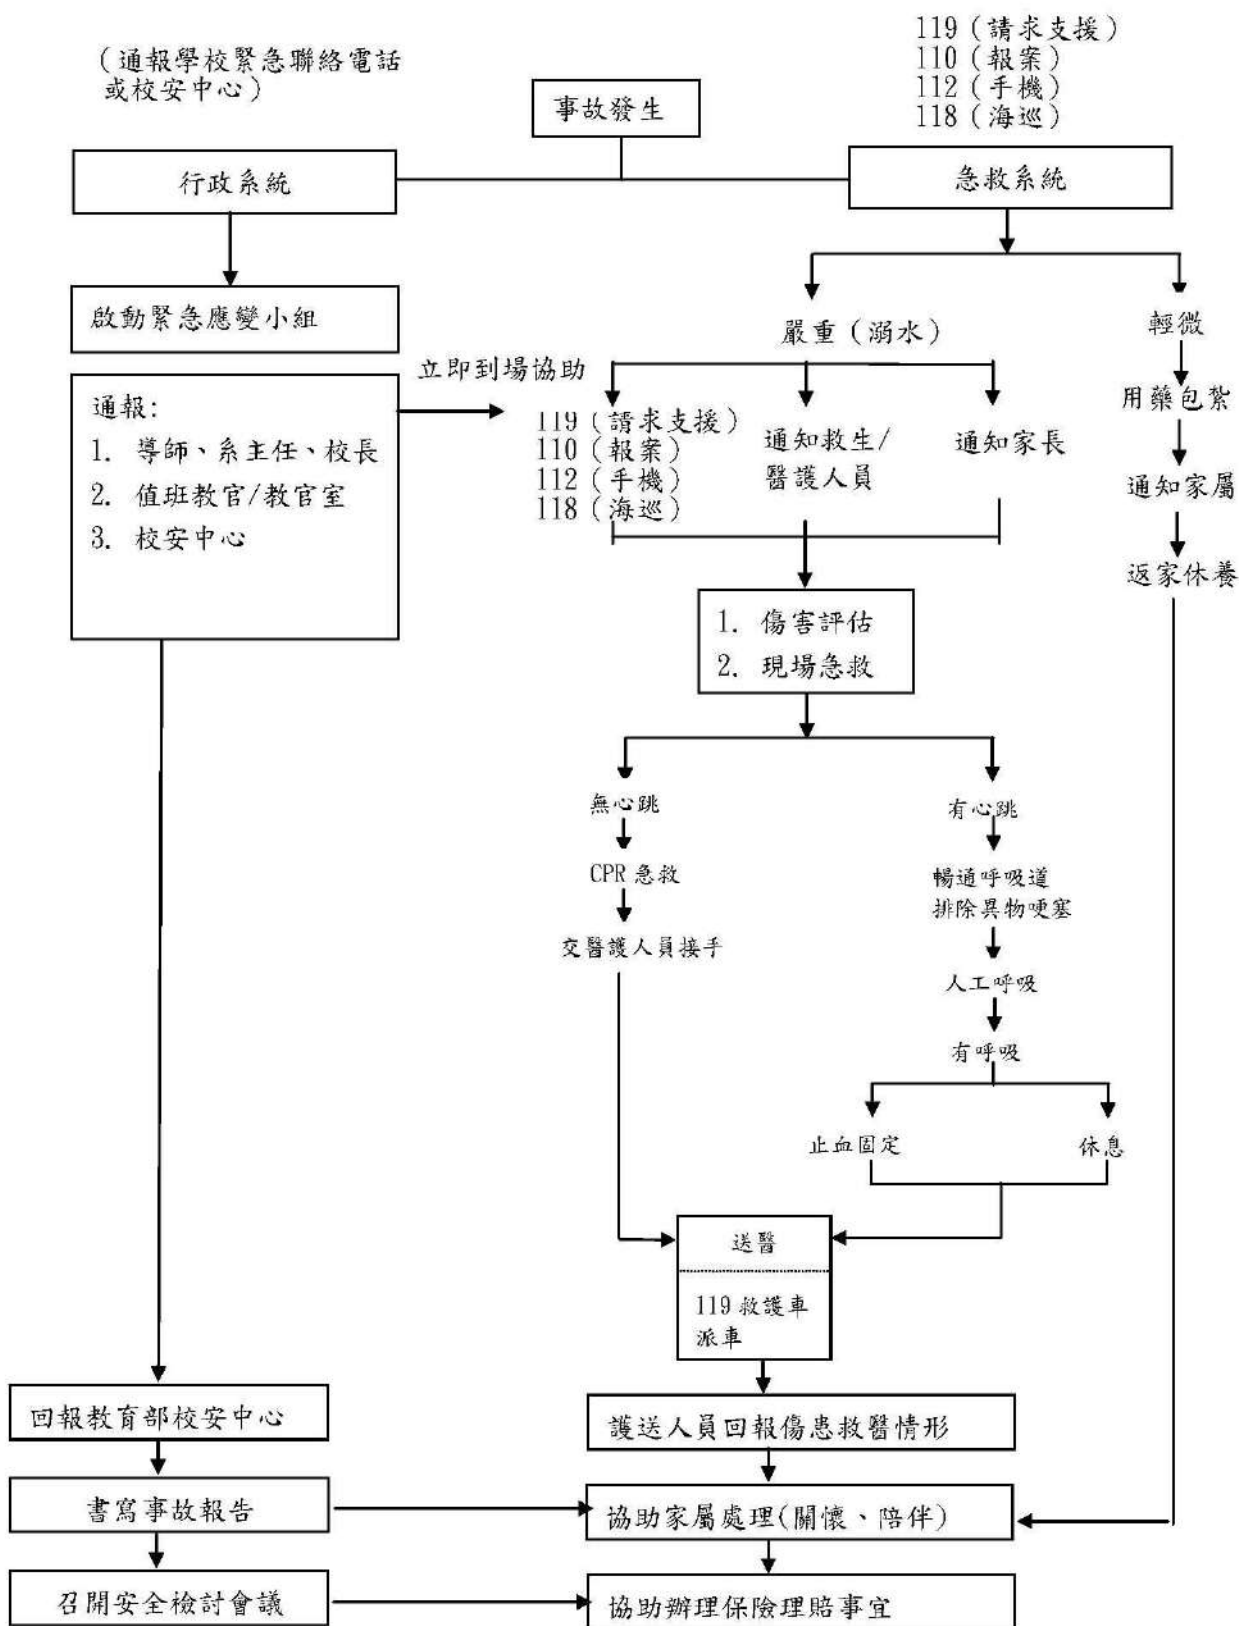 (通報學校緊急聯絡電話
或校安中心)
119 (請求支援)
110 (報案)
112 (手機)
118 (海巡)
事故發生
行政系統
急救系統
啟動緊急應變小組
嚴重 (溺水)
輕微
通報:
1. 導師、系主任、校長
2. 值班教官/教官室
3. 校安中心
立即到場協助
119 (請求支援)
110 (報案)
112 (手機)
118 (海巡)
通知救生/
醫護人員
通知家長
用藥包紮
通知家屬
返家休養
1. 傷害評估
2. 現場急救
無心跳
CPR 急救
交醫護人員接手
有心跳
暢通呼吸道
排除異物哽塞
人工呼吸
有呼吸
止血固定
休息
送醫
119 救護車
派車
回報教育部校安中心
護送人員回報傷患救醫情形
書寫事故報告
協助家屬處理(關懷、陪伴)
召開安全檢討會議
協助辦理保險理賠事宜